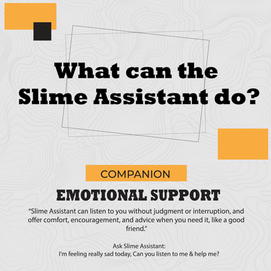 What can the
Slime Assistant do?
COMPANION
EMOTIONAL SUPPORT
"Slime Assistant can listen to you without judgment or interruption, and
offer comfort, encouragement, and advice when you need it, like a good
friend."
Ask Slime Assistant:
I'm feeling really sad today, Can you listen to me & help me?